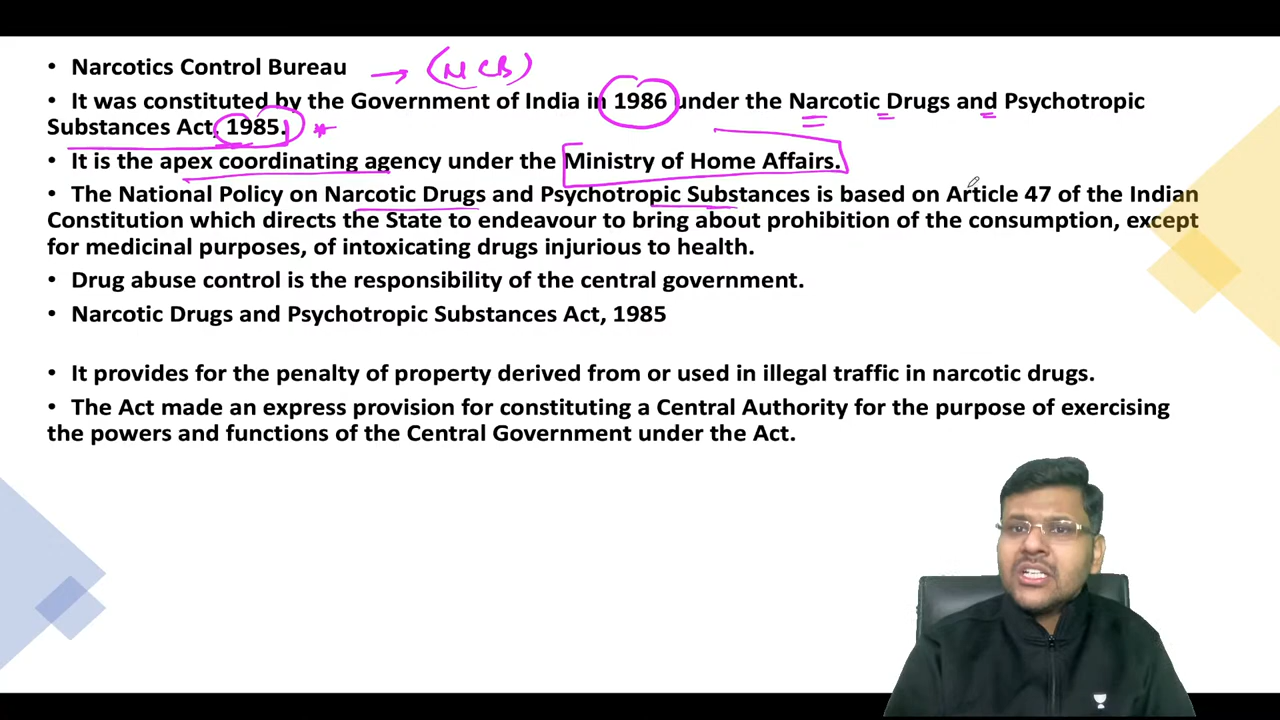 • Narcotics Control Bureau → (NCB)
• It was constituted by the Government of India in 1986 under the Narcotic Drugs and Psychotropic
Substances Act, 1985.
• It is the apex coordinating agency under the Ministry of Home Affairs.
• The National Policy on Narcotic Drugs and Psychotropic Substances is based on Article 47 of the Indian
Constitution which directs the State to endeavour to bring about prohibition of the consumption, except
for medicinal purposes, of intoxicating drugs injurious to health.
• Drug abuse control is the responsibility of the central government.
• Narcotic Drugs and Psychotropic Substances Act, 1985
• It provides for the penalty of property derived from or used in illegal traffic in narcotic drugs.
• The Act made an express provision for constituting a Central Authority for the purpose of exercising
the powers and functions of the Central Government under the Act.